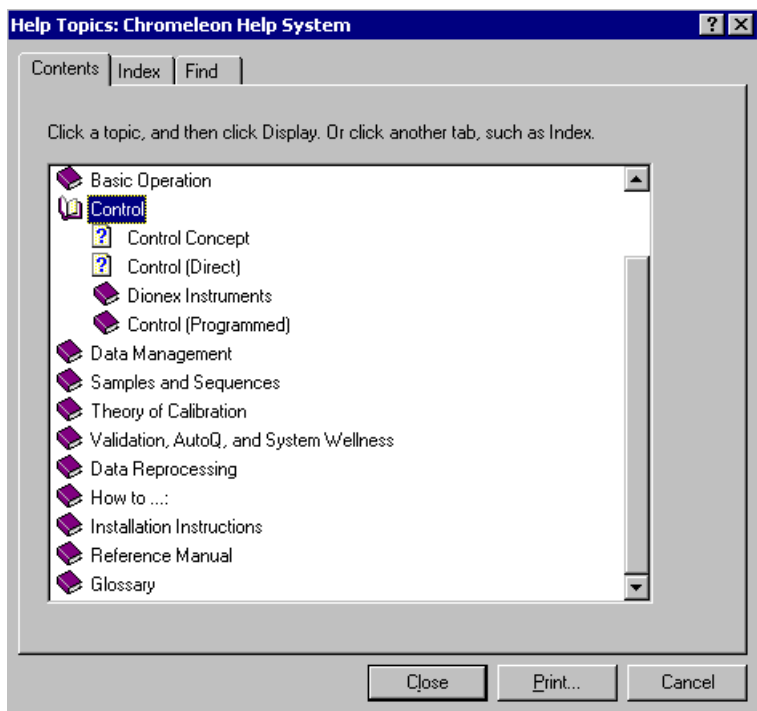 Help Topics: Chromeleon Help System
Contents Index Find
Click a topic, and then click Display. Or click another tab, such as Index.
Basic Operation
Control
Control Concept
Control (Direct)
Dionex Instruments
Control (Programmed)
Data Management
Samples and Sequences
Theory of Calibration
Validation, AutoQ, and System Wellness
Data Reprocessing
How to ...:
Installation Instructions
Reference Manual
Glossary
Close Print... Cancel